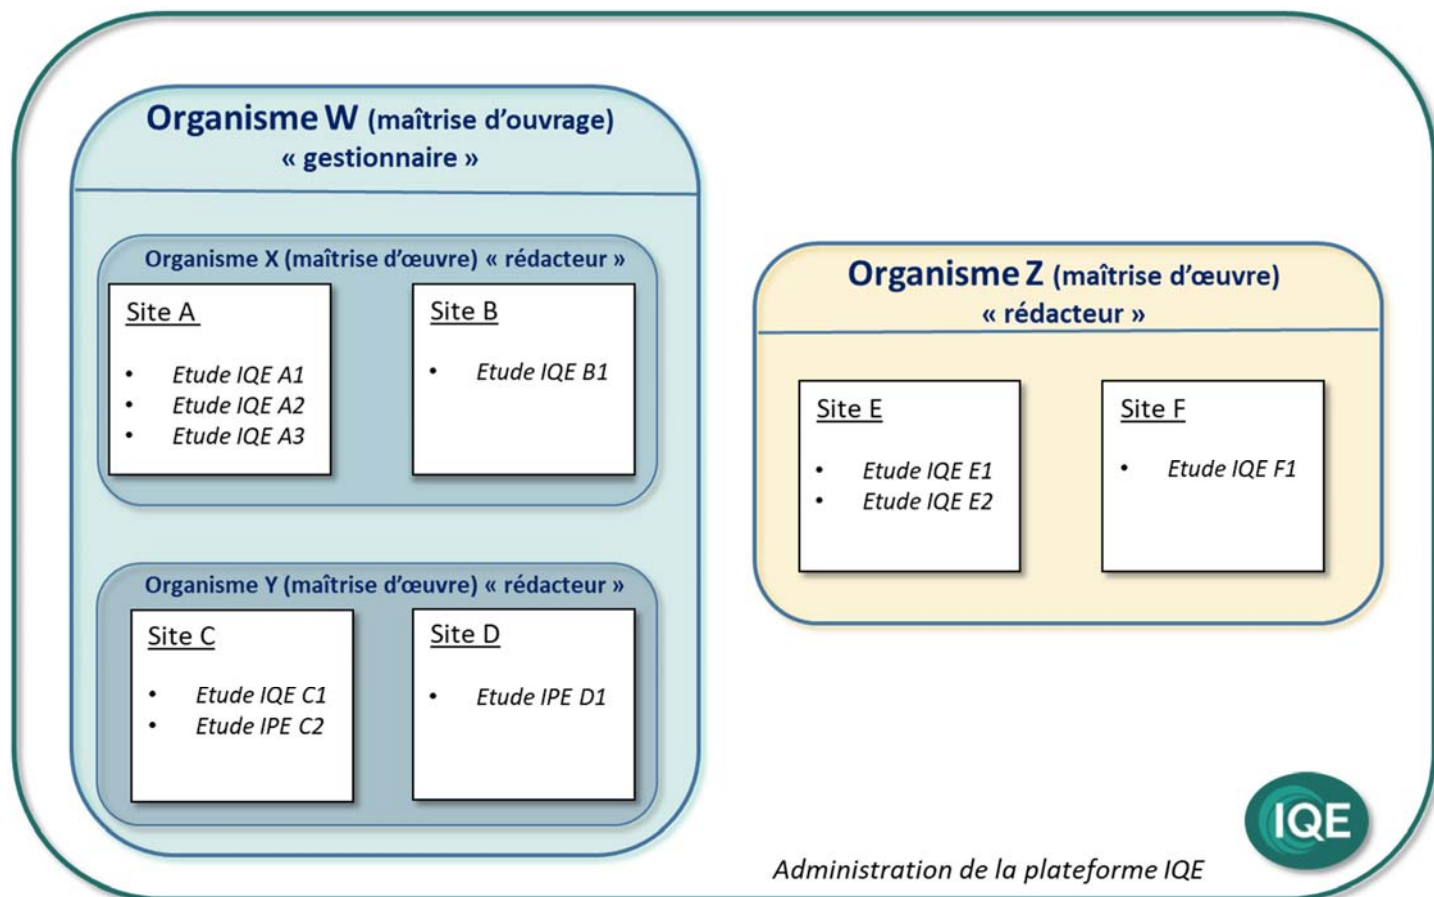 Organisme W (maîtrise d'ouvrage)
« gestionnaire »
Organisme X (maîtrise d'œuvre) « rédacteur »
Site A
• Etude IQE A1
• Etude IQE A2
• Etude IQE A3
Site B
• Etude IQE B1
Organisme Y (maîtrise d'œuvre) « rédacteur »
Site C
• Etude IQE C1
• Etude IPE C2
Site D
• Etude IPE D1
Organisme Z (maîtrise d'œuvre)
« rédacteur »
Site E
• Etude IQE E1
• Etude IQE E2
Site F
• Etude IQE F1
IQE
Administration de la plateforme IQE